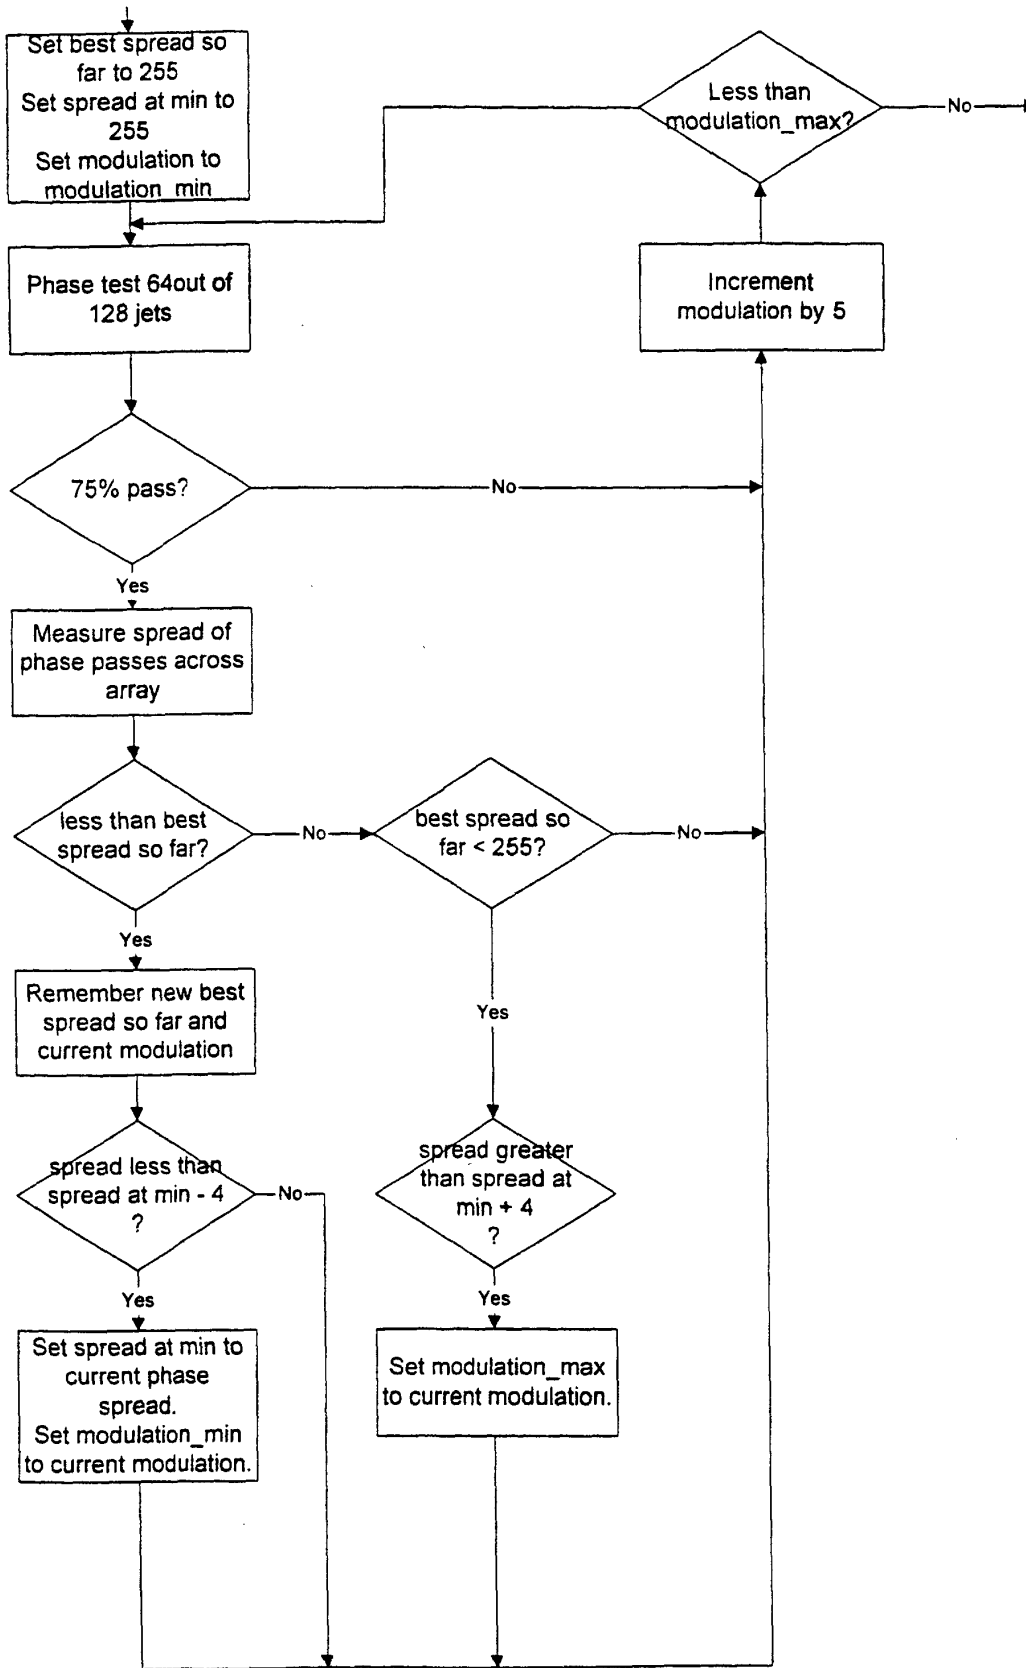 Set best spread so
far to 255
Set spread at min to
255
Set modulation to
modulation_min
Less than
modulation_max?
No
Phase test 64out of
128 jets
Increment
modulation by 5
75% pass?
No
Yes
Measure spread of
phase passes across
array
less than best
spread so far?
No
best spread so
far < 255?
No
Yes
Remember new best
spread so far and
current modulation
Yes
spread less than
spread at min - 4
?
No
spread greater
than spread at
min + 4
?
Yes
Yes
Set spread at min to
current phase
spread.
Set modulation_min
to current modulation.
Set modulation_max
to current modulation.